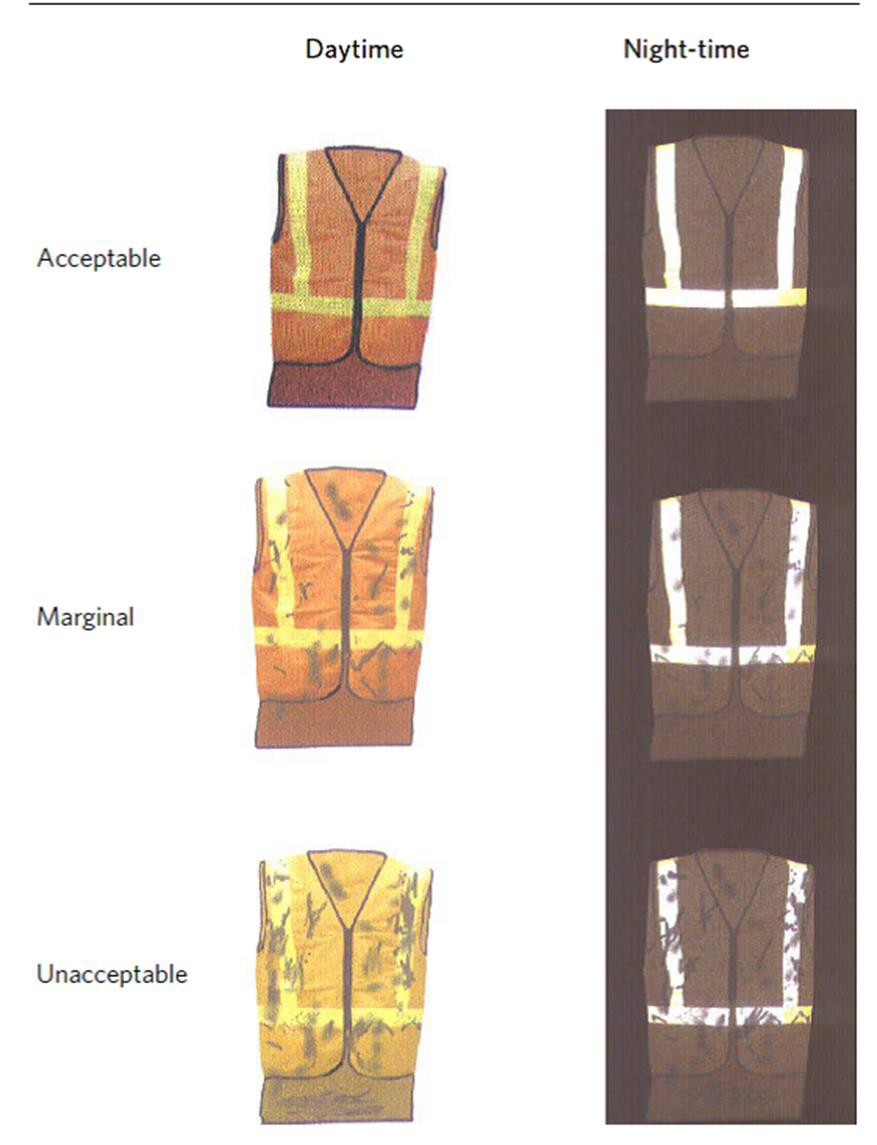 Daytime
Night-time
Acceptable
Marginal
Unacceptable